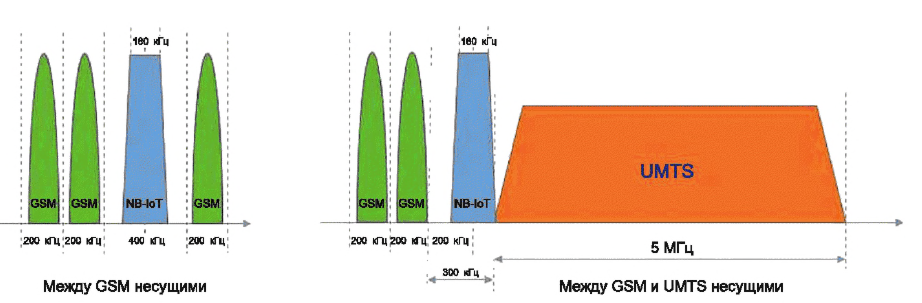 160 кГц
GSM
GSM
NB-IoT
GSM
200 кГц
200 кГц
400 кГц
200 кГц
Между GSM несущими
160 кГц
GSM
GSM
NB-IoT
UMTS
200 кГц
200 кГц
200 кГц
5 МГц
300 кГц
Между GSM и UMTS несущими